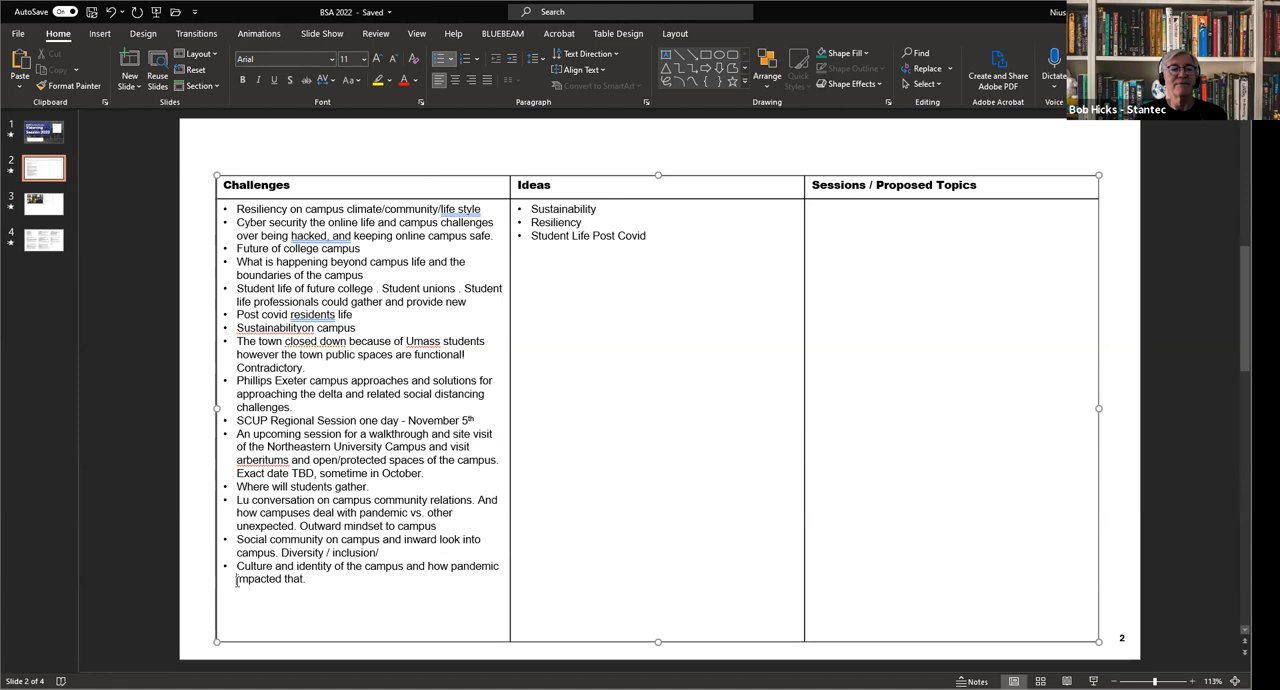 AutoSave On
BSA 2022 - Saved
Search
Nius
File Home Insert Design Transitions Animations Slide Show Review View Help BLUEBEAM Acrobat Table Design Layout
Paste
Cut
Copy
Format Painter
Clipboard
New Slide
Reuse Slides
Layout
Reset
Section
Slides
Arial 11
Font
Text Direction
Align Text
Convert to SmartArt
Paragraph
Arrange
Quick Styles
Shape Fill
Shape Outline
Shape Effects
Drawing
Find
Replace
Select
Editing
Create and Share Adobe PDF
Adobe Acrobat
Dictate
Voice
Bob Hicks - Stantec
1
2
3
4
Challenges
• Resiliency on campus climate/community/life style
• Cyber security the online life and campus challenges
over being hacked, and keeping online campus safe.
• Future of college campus
• What is happening beyond campus life and the
boundaries of the campus
• Student life of future college . Student unions . Student
life professionals could gather and provide new
• Post covid residents life
• Sustainabilityon campus
• The town closed down because of Umass students
however the town public spaces are functional!
Contradictory.
• Phillips Exeter campus approaches and solutions for
approaching the delta and related social distancing
challenges.
• SCUP Regional Session one day - November 5th
• An upcoming session for a walkthrough and site visit
of the Northeastern University Campus and visit
arberitums and open/protected spaces of the campus.
Exact date TBD, sometime in October.
• Where will students gather.
• Lu conversation on campus community relations. And
how campuses deal with pandemic vs. other
unexpected. Outward mindset to campus
• Social community on campus and inward look into
campus. Diversity / inclusion/
• Culture and identity of the campus and how pandemic
impacted that.
Ideas
• Sustainability
• Resiliency
• Student Life Post Covid
Sessions / Proposed Topics
2
Slide 2 of 4
Notes
113%